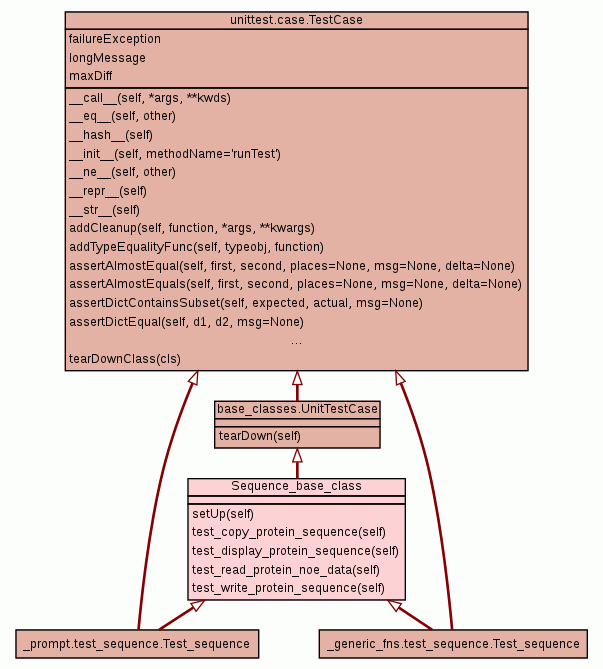 unittest.case.TestCase
failureException
longMessage
maxDiff
__call__(self, *args, **kwds)
__eq__(self, other)
__hash__(self)
__init__(self, methodName='runTest')
__ne__(self, other)
__repr__(self)
__str__(self)
addCleanup(self, function, *args, **kwargs)
addTypeEqualityFunc(self, typeobj, function)
assertAlmostEqual(self, first, second, places=None, msg=None, delta=None)
assertAlmostEquals(self, first, second, places=None, msg=None, delta=None)
assertDictContainsSubset(self, expected, actual, msg=None)
assertDictEqual(self, d1, d2, msg=None)
...
tearDownClass(cls)
base_classes.UnitTestCase
tearDown(self)
Sequence_base_class
setUp(self)
test_copy_protein_sequence(self)
test_display_protein_sequence(self)
test_read_protein_noe_data(self)
test_write_protein_sequence(self)
_prompt.test_sequence.Test_sequence
_generic_fns.test_sequence.Test_sequence